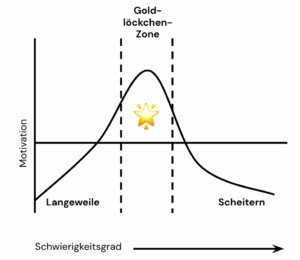 Gold-
löckchen-
Zone
Motivation
Langeweile
Scheitern
Schwierigkeitsgrad